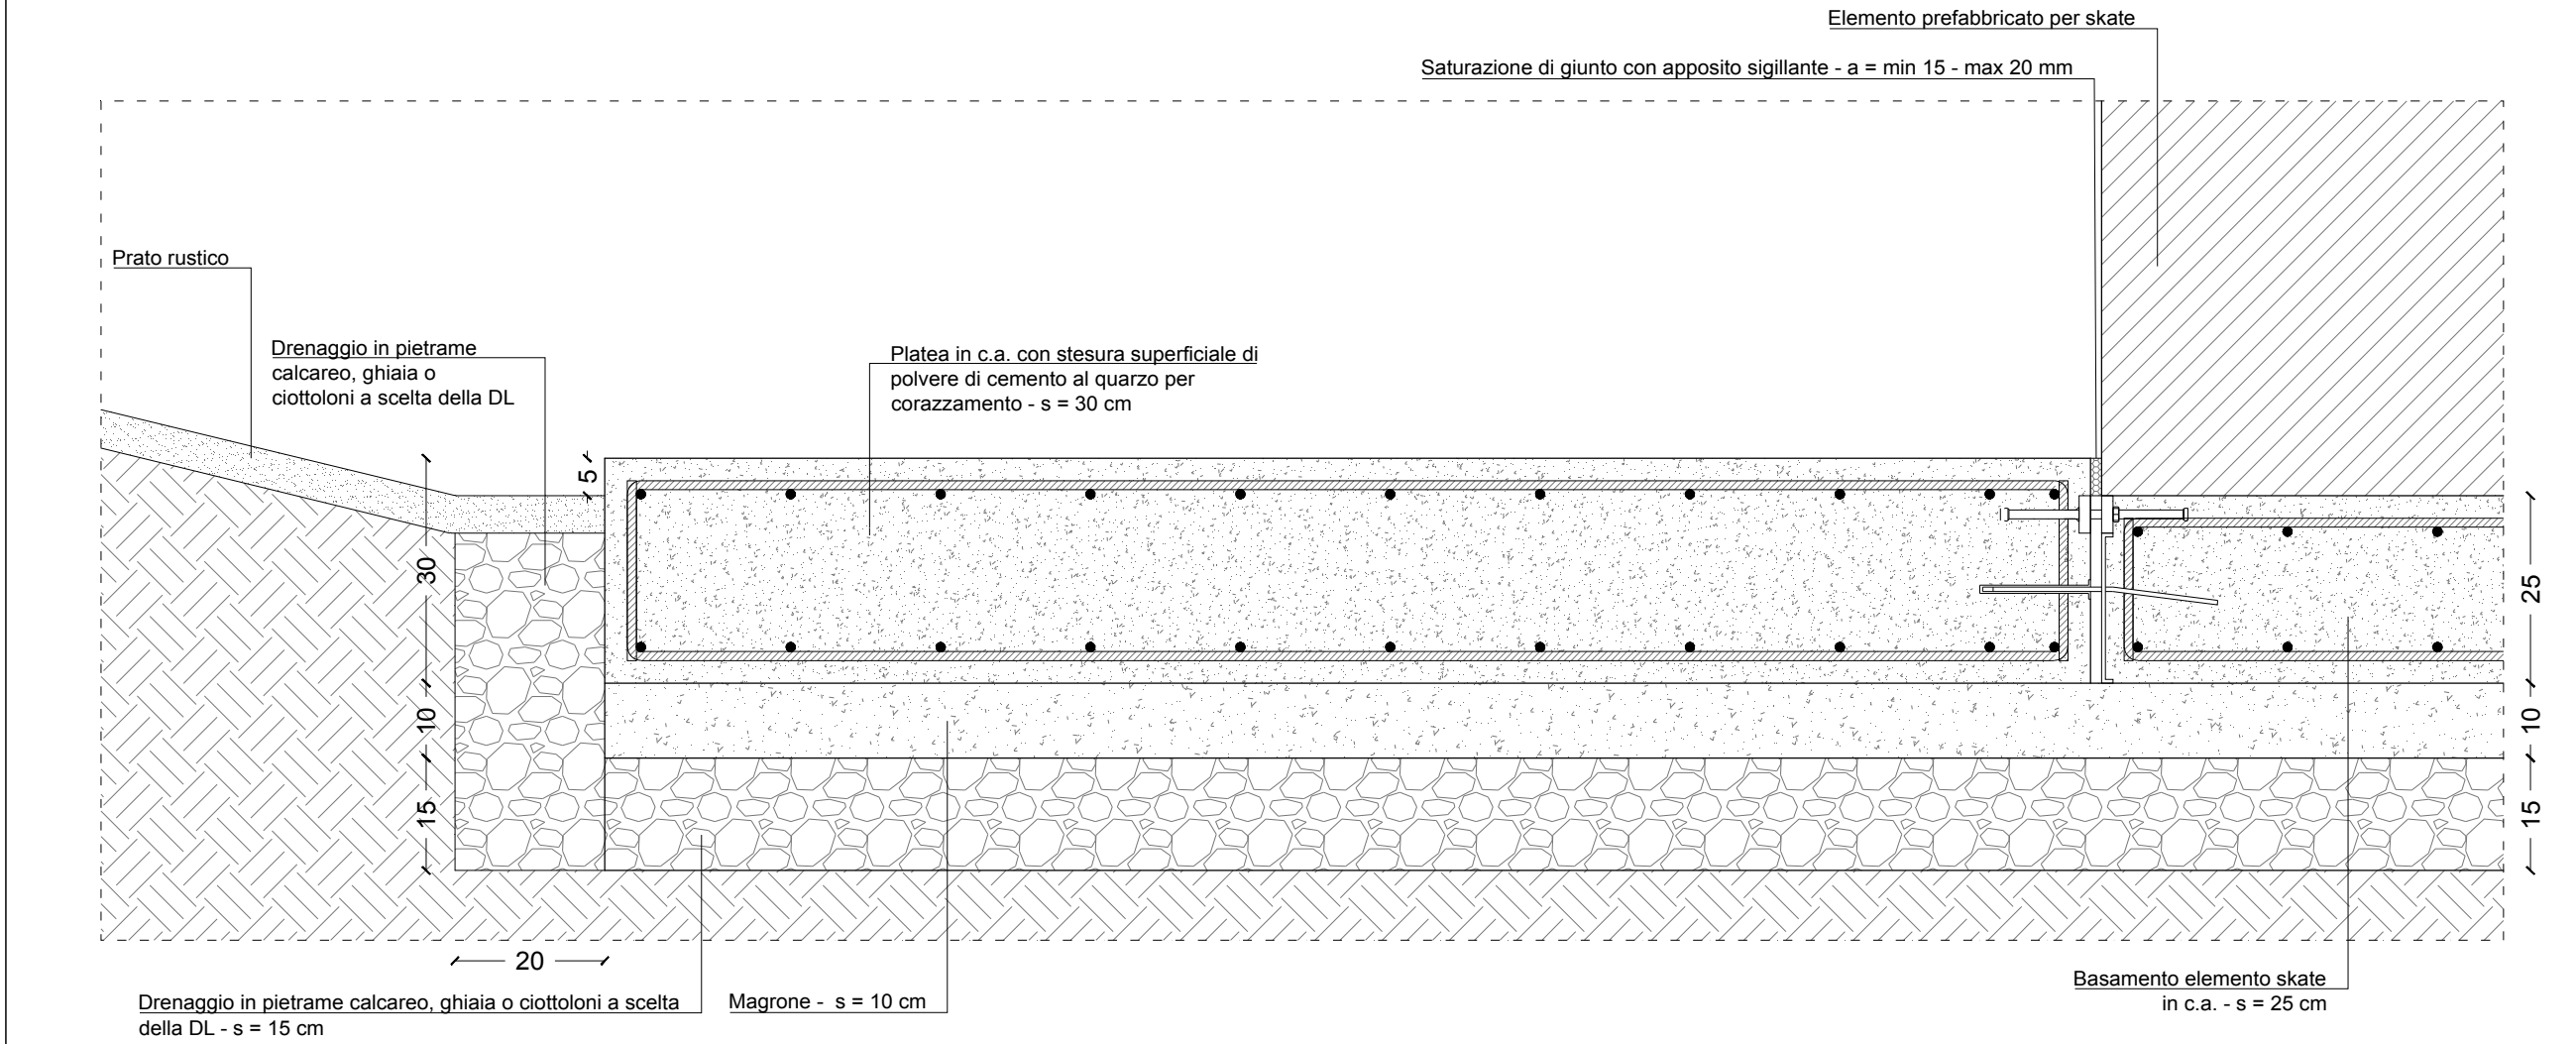 Elemento prefabbricato per skate
Saturazione di giunto con apposito sigillante - a = min 15 - max 20 mm
Prato rustico
Drenaggio in pietrame
calcareo, ghiaia o
ciottoloni a scelta della DL
Platea in c.a. con stesura superficiale di
polvere di cemento al quarzo per
corazzamento - s = 30 cm
5
30
10
15
25
10
15
20
Drenaggio in pietrame calcareo, ghiaia o ciottoloni a scelta
della DL - s = 15 cm
Magrone - s = 10 cm
Basamento elemento skate
in c.a. - s = 25 cm